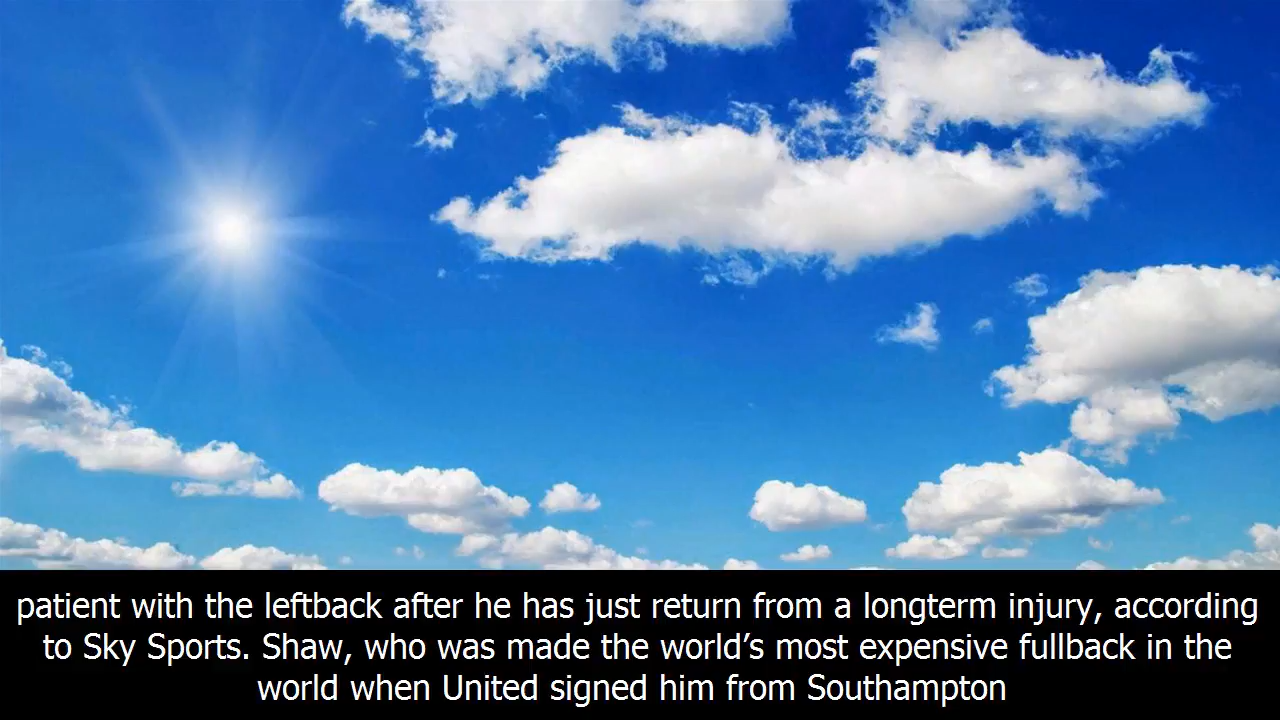 patient with the leftback after he has just return from a longterm injury, according
to Sky Sports. Shaw, who was made the world’s most expensive fullback in the
world when United signed him from Southampton